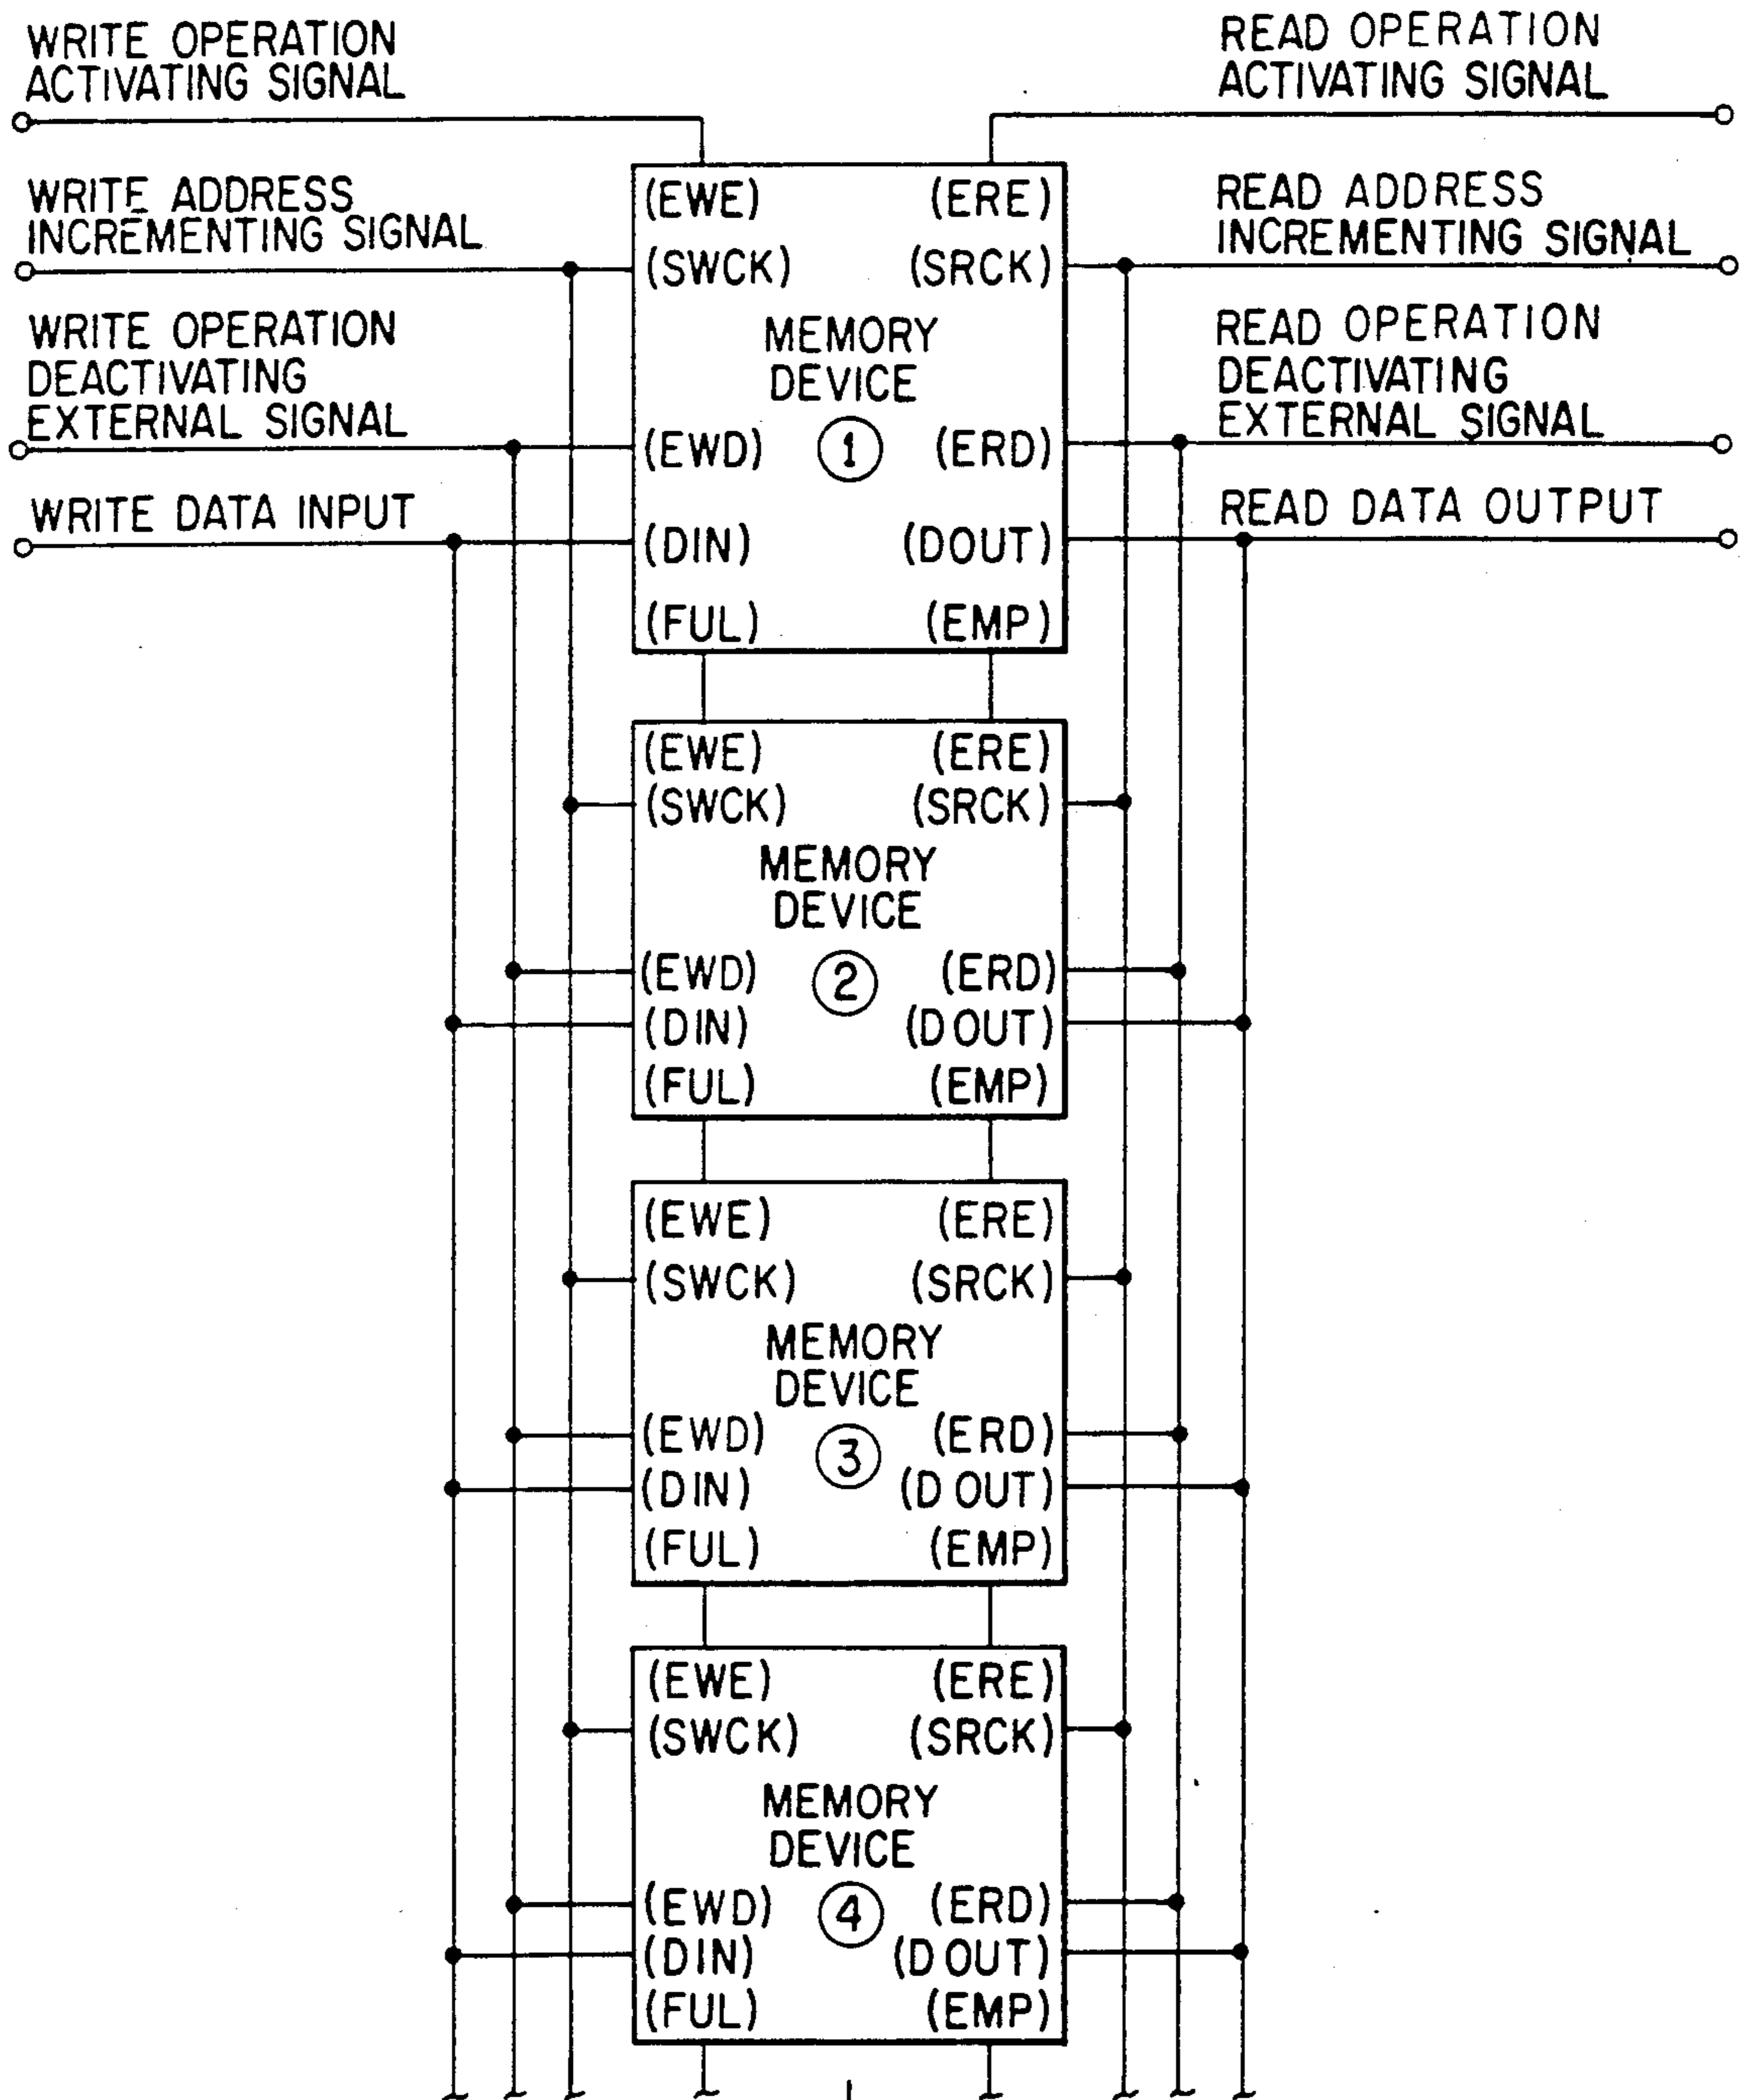 WRITE OPERATION
ACTIVATING SIGNAL
READ OPERATION
ACTIVATING SIGNAL
WRITE ADDRESS
INCREMENTING SIGNAL
READ ADDRESS
INCREMENTING SIGNAL
WRITE OPERATION
DEACTIVATING
EXTERNAL SIGNAL
READ OPERATION
DEACTIVATING
EXTERNAL SIGNAL
WRITE DATA INPUT
READ DATA OUTPUT
(EWE) (ERE)
(SWCK) (SRCK)
MEMORY
DEVICE
(EWD) 1 (ERD)
(DIN) (DOUT)
(FUL) (EMP)
(EWE) (ERE)
(SWCK) (SRCK)
MEMORY
DEVICE
(EWD) 2 (ERD)
(DIN) (DOUT)
(FUL) (EMP)
(EWE) (ERE)
(SWCK) (SRCK)
MEMORY
DEVICE
(EWD) 3 (ERD)
(DIN) (DOUT)
(FUL) (EMP)
(EWE) (ERE)
(SWCK) (SRCK)
MEMORY
DEVICE
(EWD) 4 (ERD)
(DIN) (DOUT)
(FUL) (EMP)